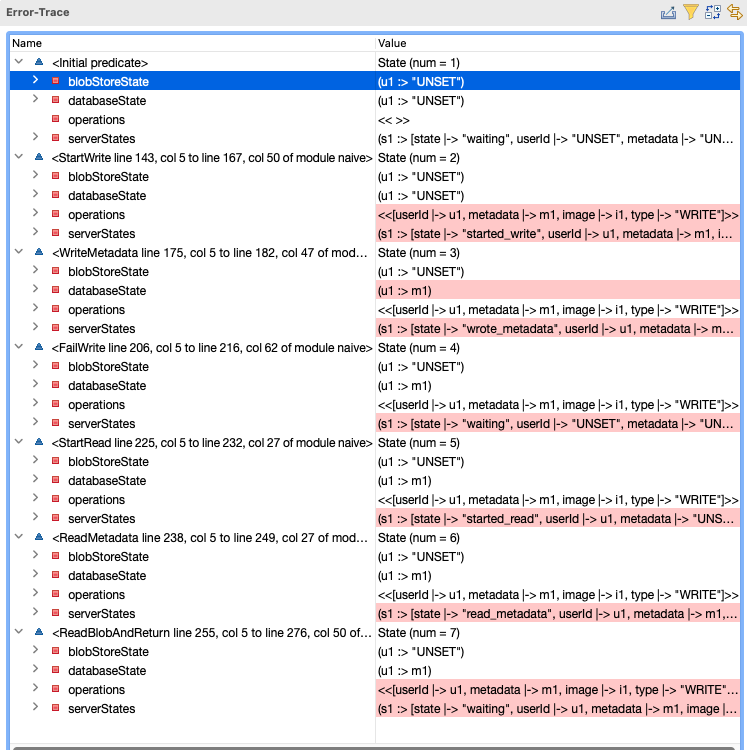 Error-Trace
Name Value
<Initial predicate> State (num = 1)
blobStoreState (u1 :> "UNSET")
databaseState (u1 :> "UNSET")
operations << >>
serverStates (s1 :> [state |-> "waiting", userId |-> "UNSET", metadata |-> "UN...
<StartWrite line 143, col 5 to line 167, col 50 of module naive> State (num = 2)
blobStoreState (u1 :> "UNSET")
databaseState (u1 :> "UNSET")
operations <<[userId |-> u1, metadata |-> m1, image |-> i1, type |-> "WRITE"]>>
serverStates (s1 :> [state |-> "started_write", userId |-> u1, metadata |-> m1, i...
<WriteMetadata line 175, col 5 to line 182, col 47 of mod... State (num = 3)
blobStoreState (u1 :> "UNSET")
databaseState (u1 :> m1)
operations <<[userId |-> u1, metadata |-> m1, image |-> i1, type |-> "WRITE"]>>
serverStates (s1 :> [state |-> "wrote_metadata", userId |-> u1, metadata |-> m...
<FailWrite line 206, col 5 to line 216, col 62 of module naive> State (num = 4)
blobStoreState (u1 :> "UNSET")
databaseState (u1 :> m1)
operations <<[userId |-> u1, metadata |-> m1, image |-> i1, type |-> "WRITE"]>>
serverStates (s1 :> [state |-> "waiting", userId |-> "UNSET", metadata |-> "UN...
<StartRead line 225, col 5 to line 232, col 27 of module naive> State (num = 5)
blobStoreState (u1 :> "UNSET")
databaseState (u1 :> m1)
operations <<[userId |-> u1, metadata |-> m1, image |-> i1, type |-> "WRITE"]>>
serverStates (s1 :> [state |-> "started_read", userId |-> u1, metadata |-> "UNS...
<ReadMetadata line 238, col 5 to line 249, col 27 of mod... State (num = 6)
blobStoreState (u1 :> "UNSET")
databaseState (u1 :> m1)
operations <<[userId |-> u1, metadata |-> m1, image |-> i1, type |-> "WRITE"]>>
serverStates (s1 :> [state |-> "read_metadata", userId |-> u1, metadata |-> m1,...
<ReadBlobAndReturn line 255, col 5 to line 276, col 50 of... State (num = 7)
blobStoreState (u1 :> "UNSET")
databaseState (u1 :> m1)
operations <<[userId |-> u1, metadata |-> m1, image |-> i1, type |-> "WRITE"...
serverStates (s1 :> [state |-> "waiting", userId |-> u1, metadata |-> m1, image |-...